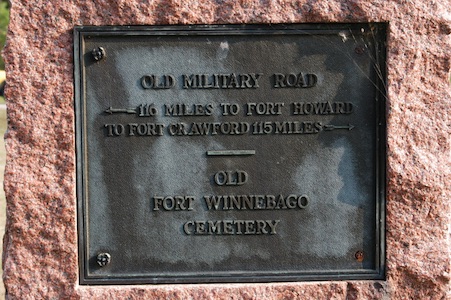 OLD MILITARY ROAD
116 MILES TO FORT HOWARD
TO FORT CRAWFORD 115 MILES
OLD
FORT WINNEBAGO
CEMETERY